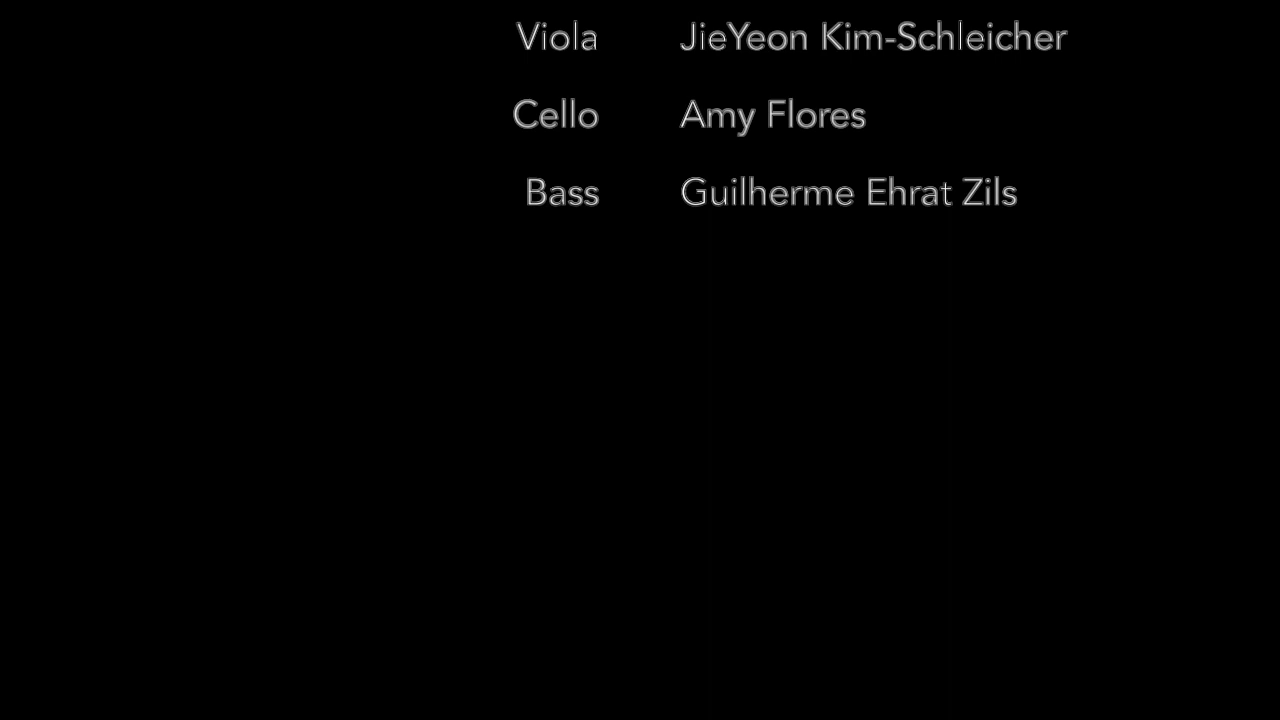 Viola JieYeon Kim-Schleicher
Cello Amy Flores
Bass Guilherme Ehrat Zils